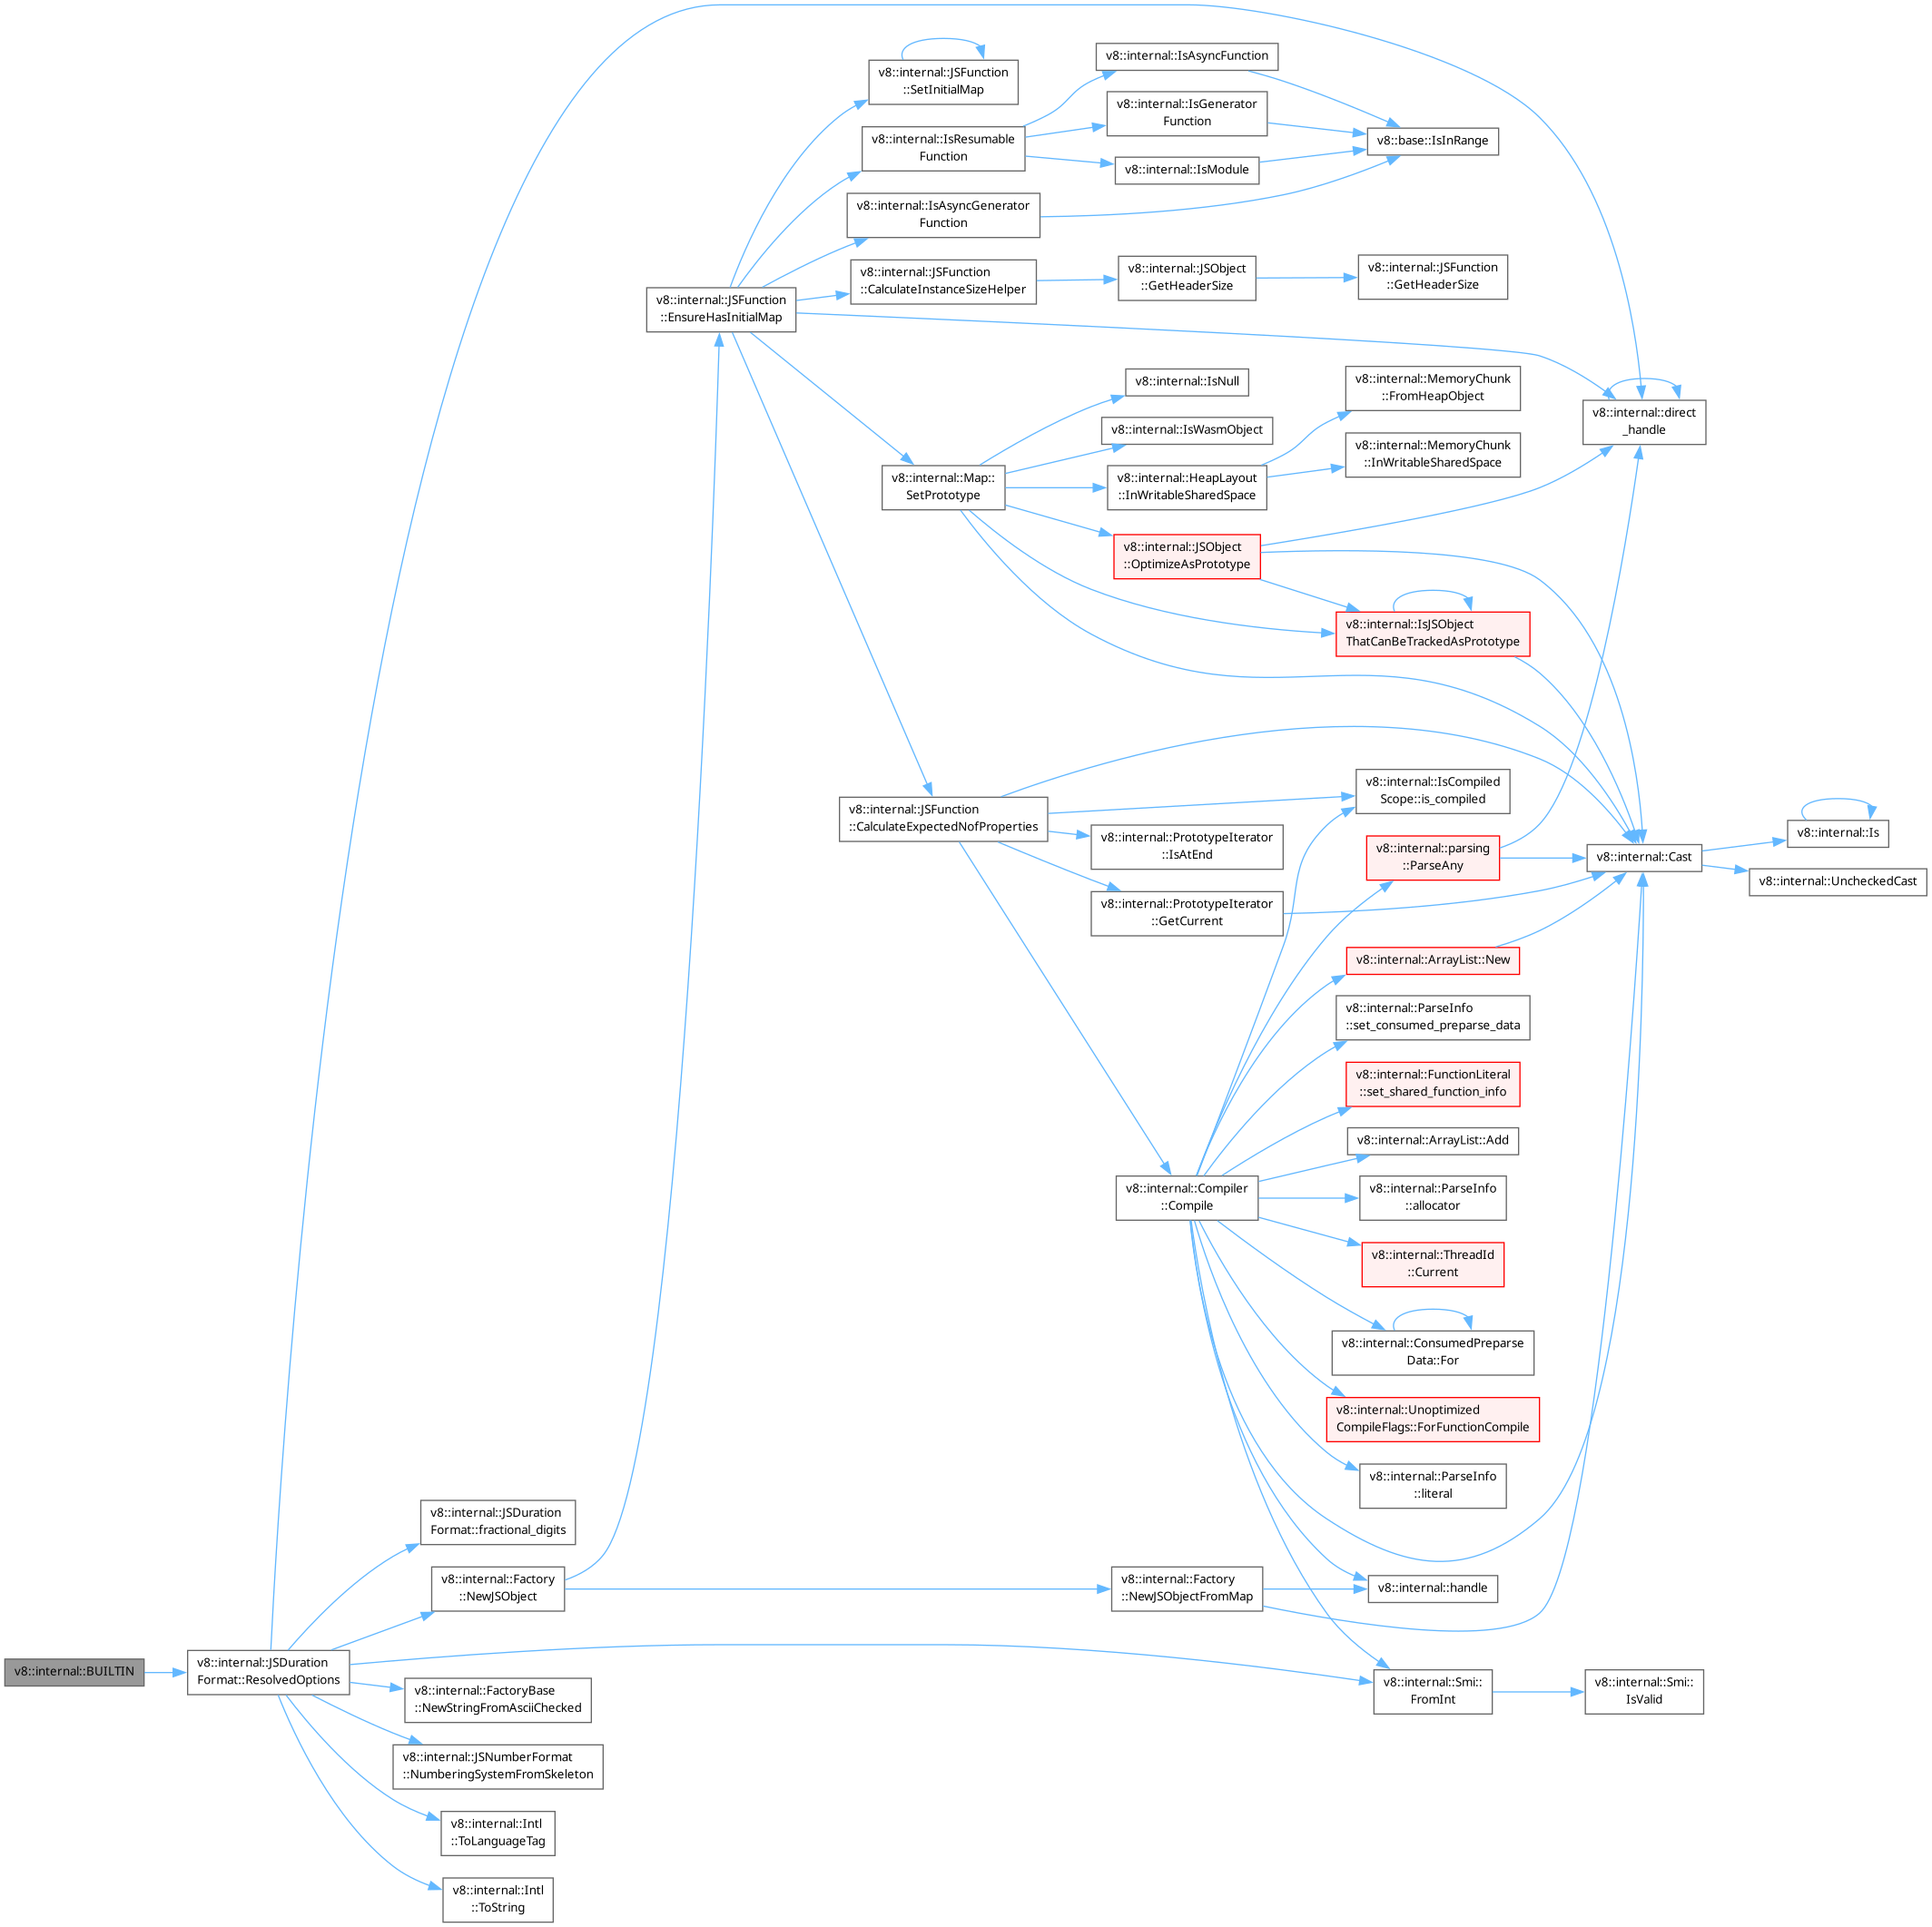 v8::internal::BUILTIN
v8::internal::JSDuration
Format::ResolvedOptions
v8::internal::JSDuration
Format::fractional_digits
v8::internal::Factory
::NewJSObject
v8::internal::FactoryBase
::NewStringFromAsciiChecked
v8::internal::JSNumberFormat
::NumberingSystemFromSkeleton
v8::internal::Intl
::ToLanguageTag
v8::internal::Intl
::ToString
v8::internal::JSFunction
::EnsureHasInitialMap
v8::internal::JSFunction
::SetInitialMap
v8::internal::IsResumable
Function
v8::internal::IsAsyncGenerator
Function
v8::internal::JSFunction
::CalculateInstanceSizeHelper
v8::internal::Map::
SetPrototype
v8::internal::JSFunction
::CalculateExpectedNofProperties
v8::internal::IsAsyncFunction
v8::internal::IsGenerator
Function
v8::internal::IsModule
v8::internal::JSObject
::GetHeaderSize
v8::internal::IsNull
v8::internal::IsWasmObject
v8::internal::HeapLayout
::InWritableSharedSpace
v8::internal::JSObject
::OptimizeAsPrototype
v8::internal::PrototypeIterator
::IsAtEnd
v8::internal::PrototypeIterator
::GetCurrent
v8::internal::Compiler
::Compile
v8::internal::Factory
::NewJSObjectFromMap
v8::base::IsInRange
v8::internal::JSFunction
::GetHeaderSize
v8::internal::MemoryChunk
::FromHeapObject
v8::internal::MemoryChunk
::InWritableSharedSpace
v8::internal::IsJSObject
ThatCanBeTrackedAsPrototype
v8::internal::IsCompiled
Scope::is_compiled
v8::internal::parsing
::ParseAny
v8::internal::ArrayList::New
v8::internal::ParseInfo
::set_consumed_preparse_data
v8::internal::FunctionLiteral
::set_shared_function_info
v8::internal::ArrayList::Add
v8::internal::ParseInfo
::allocator
v8::internal::ThreadId
::Current
v8::internal::ConsumedPreparse
Data::For
v8::internal::Unoptimized
CompileFlags::ForFunctionCompile
v8::internal::ParseInfo
::literal
v8::internal::handle
v8::internal::Smi::
FromInt
v8::internal::direct
_handle
v8::internal::Cast
v8::internal::Smi::
IsValid
v8::internal::Is
v8::internal::UncheckedCast